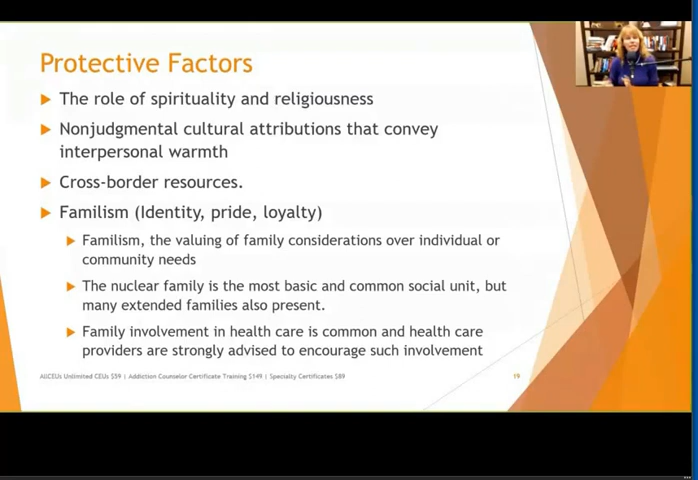 Protective Factors
The role of spirituality and religiousness
Nonjudgmental cultural attributions that convey
interpersonal warmth
Cross-border resources.
Familism (Identity, pride, loyalty)
Familism, the valuing of family considerations over individual or
community needs
The nuclear family is the most basic and common social unit, but
many extended families also present.
Family involvement in health care is common and health care
providers are strongly advised to encourage such involvement
AllCEUs Unlimited CEUs $59 | Addiction Counselor Certificate Training $149 | Specialty Certificates $89
19